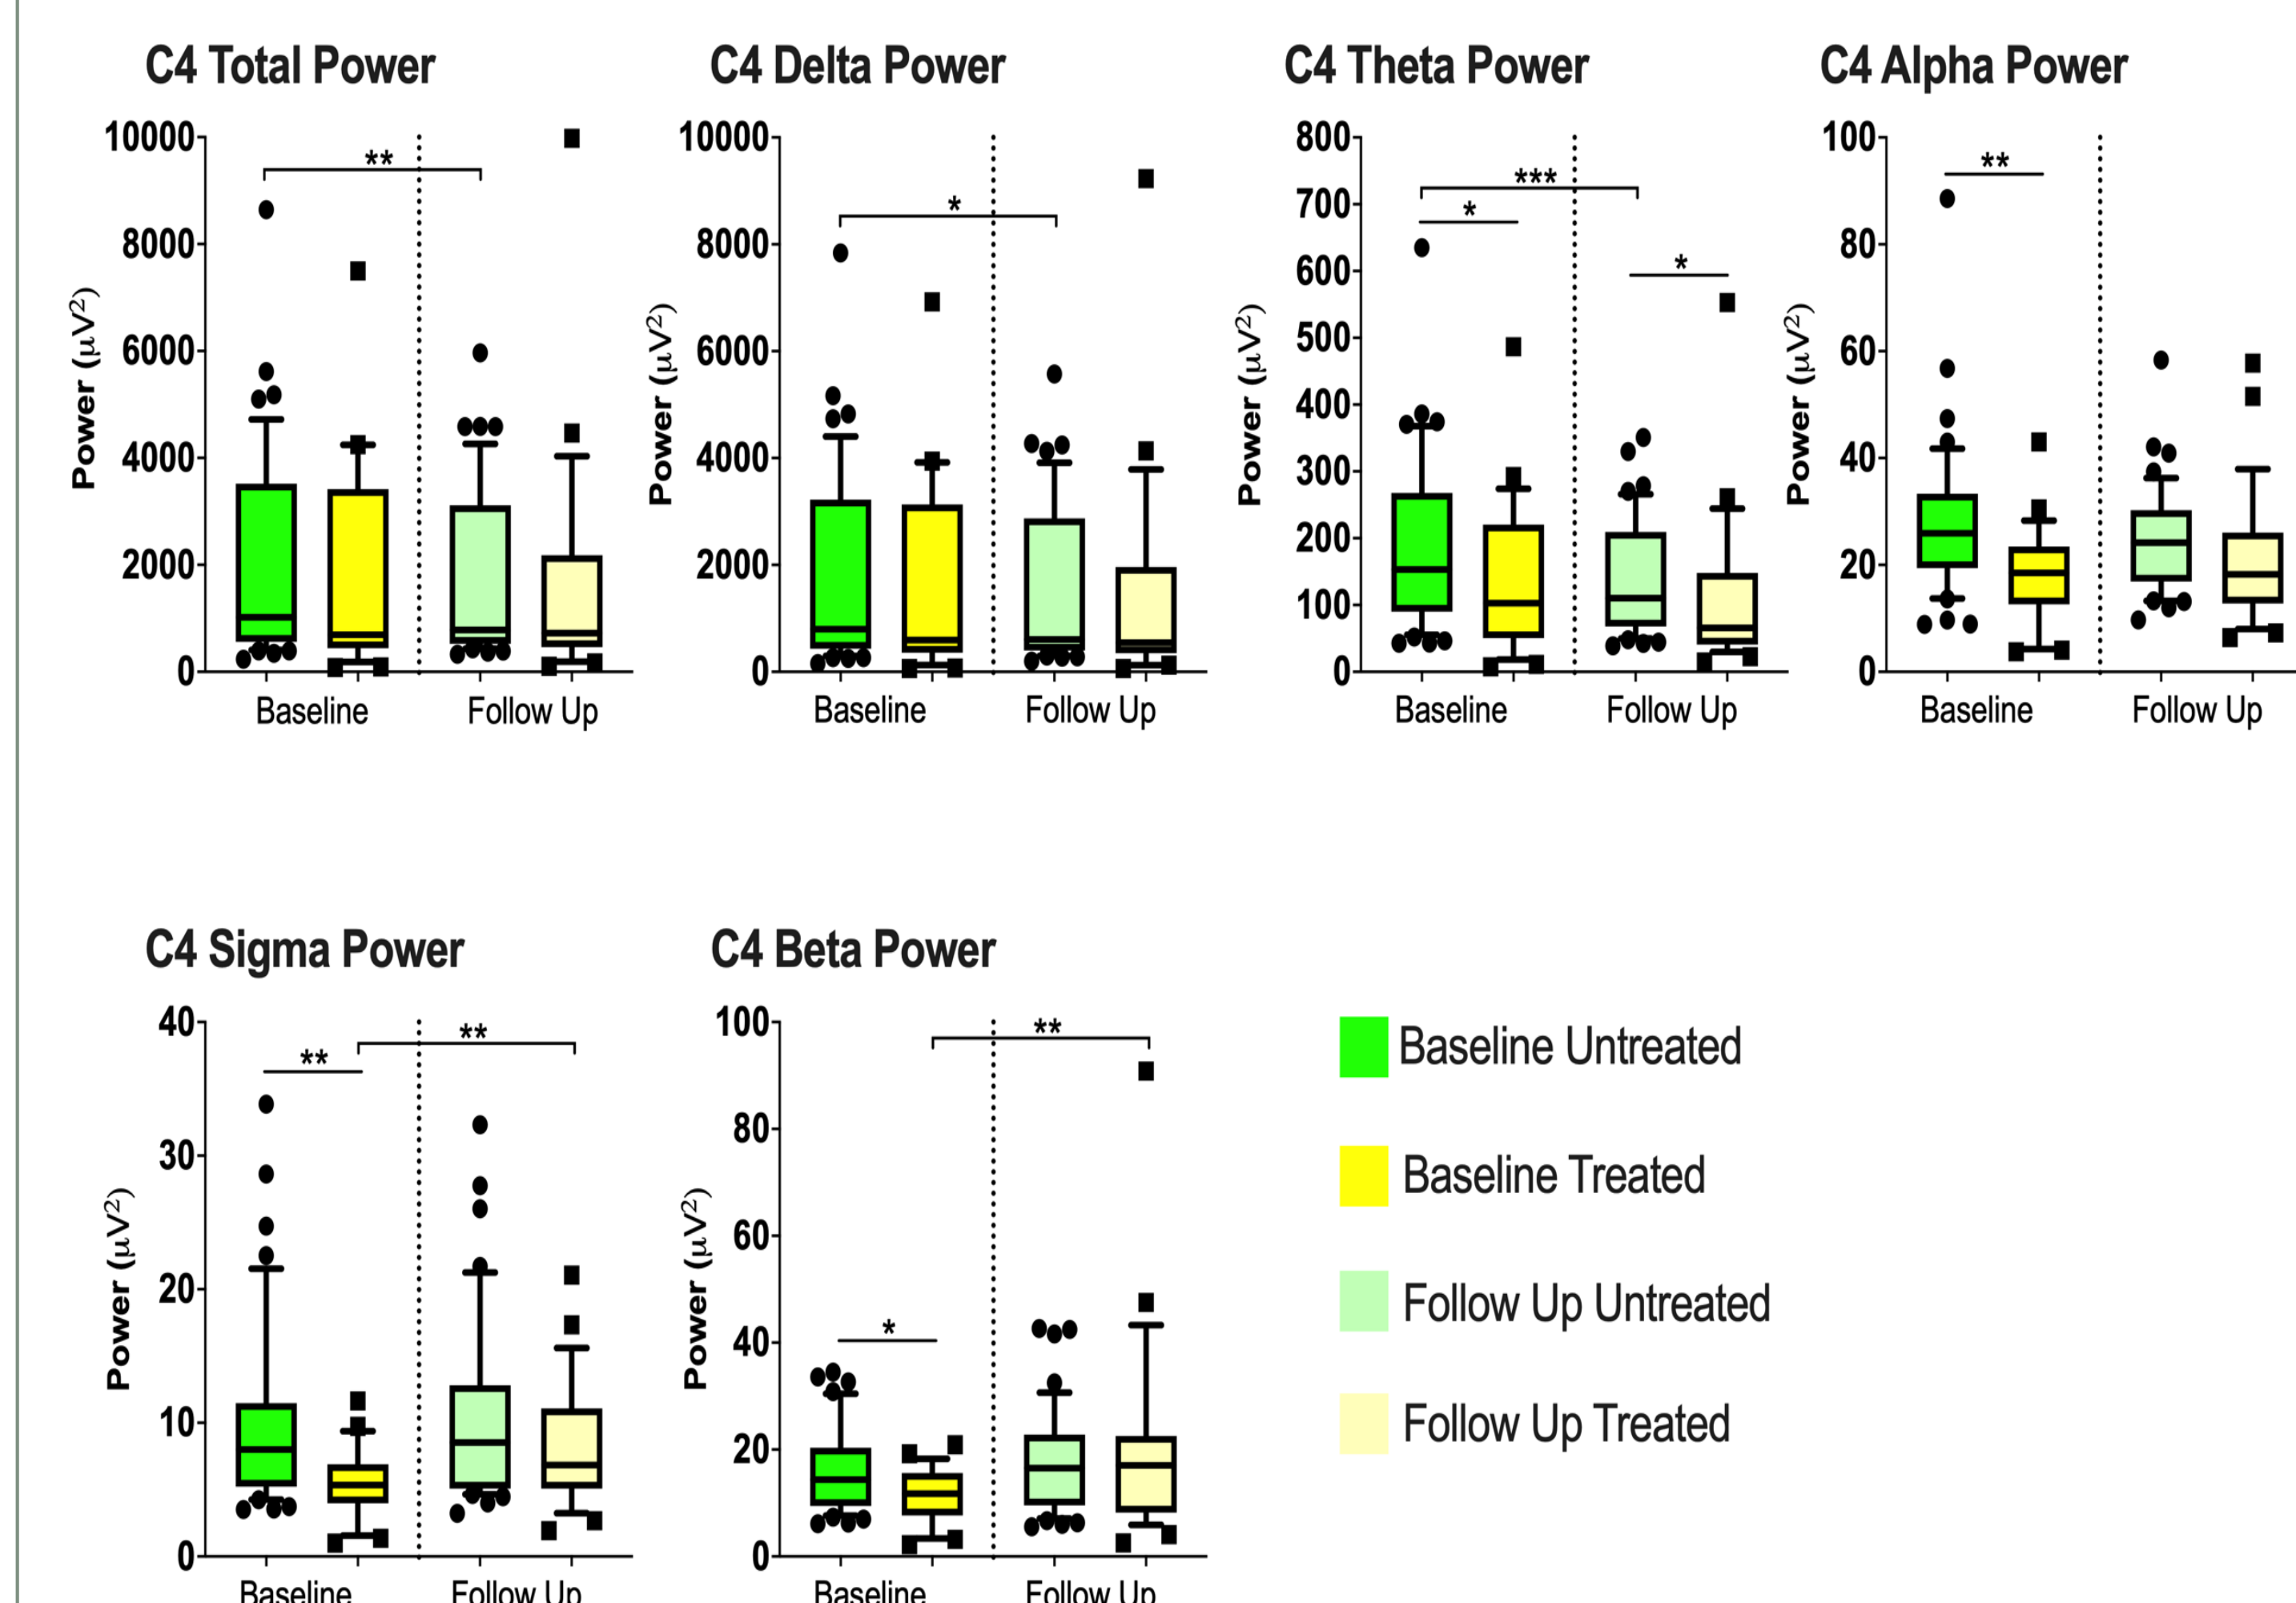 C4 Total Power
10000
8000
6000
4000
2000
0
Power (μV²)
**
Baseline
Follow Up
C4 Delta Power
10000
8000
6000
4000
2000
0
Power (μV²)
*
Baseline
Follow Up
C4 Theta Power
800
700
600
500
400
300
200
100
0
Power (μV²)
***
*
*
Baseline
Follow Up
C4 Alpha Power
100
80
60
40
20
0
Power (μV²)
**
Baseline
Follow Up
C4 Sigma Power
40
30
20
10
0
Power (μV²)
**
**
Baseline
Follow Up
C4 Beta Power
100
80
60
40
20
0
Power (μV²)
**
*
Baseline
Follow Up
Baseline Untreated
Baseline Treated
Follow Up Untreated
Follow Up Treated